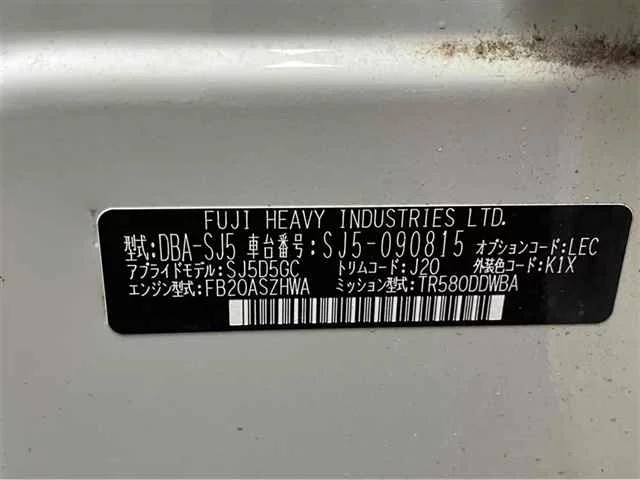 FUJI HEAVY INDUSTRIES LTD.
型式:DBA-SJ5 車台番号:SJ5-090815 オプションコード:LEC
アプライドモデル:SJ5D5GC トリムコード:J20 外装色コード:K1X
エンジン型式:FB20ASZHWA ミッション型式:TR580DDWBA